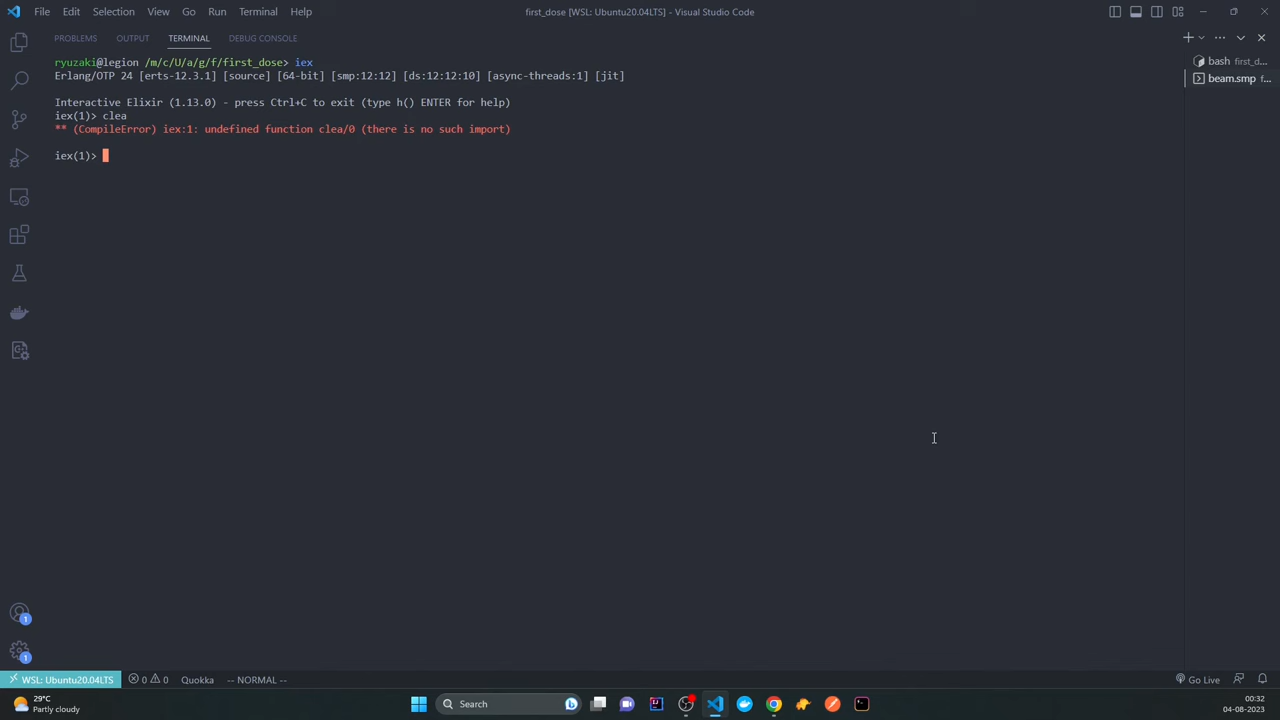 File Edit Selection View Go Run Terminal Help
first_dose [WSL: Ubuntu20.04LTS] - Visual Studio Code
PROBLEMS OUTPUT TERMINAL DEBUG CONSOLE
ryuzaki@legion /m/c/U/a/g/f/first_dose> iex
Erlang/OTP 24 [erts-12.3.1] [source] [64-bit] [smp:12:12] [ds:12:12:10] [async-threads:1] [jit]
Interactive Elixir (1.13.0) - press Ctrl+C to exit (type h() ENTER for help)
iex(1)> clea
** (CompileError) iex:1: undefined function clea/0 (there is no such import)
iex(1)>
bash first_d...
beam.smp f...
1
1
WSL: Ubuntu20.04LTS 0 0 Quokka -- NORMAL -- Go Live
29°C
Partly cloudy
Search
00:32
04-08-2023